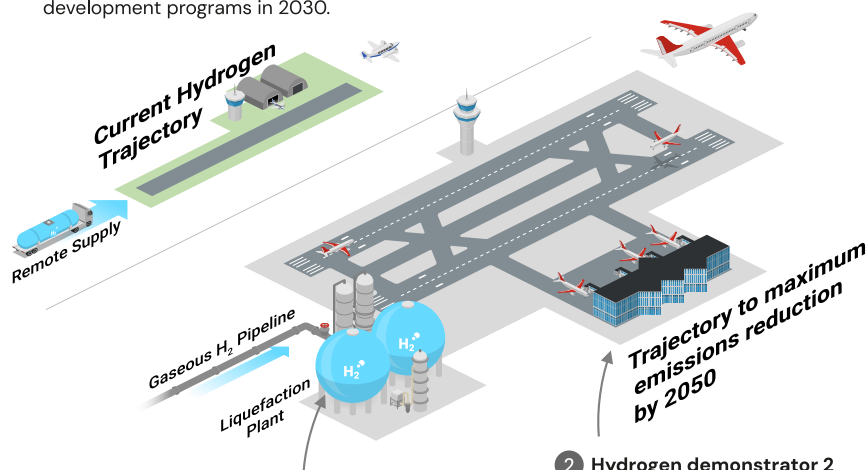 development programs in 2030.
Current Hydrogen
Trajectory
Remote Supply
H₂
Gaseous H₂ Pipeline
H₂
H₂
Liquefaction
Plant
Trajectory to maximum
emissions reduction
by 2050
2 Hydrogen demonstrator 2